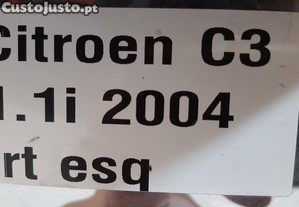 CustoJusto.pt
Citroen C3
1.1i 2004
rt esq